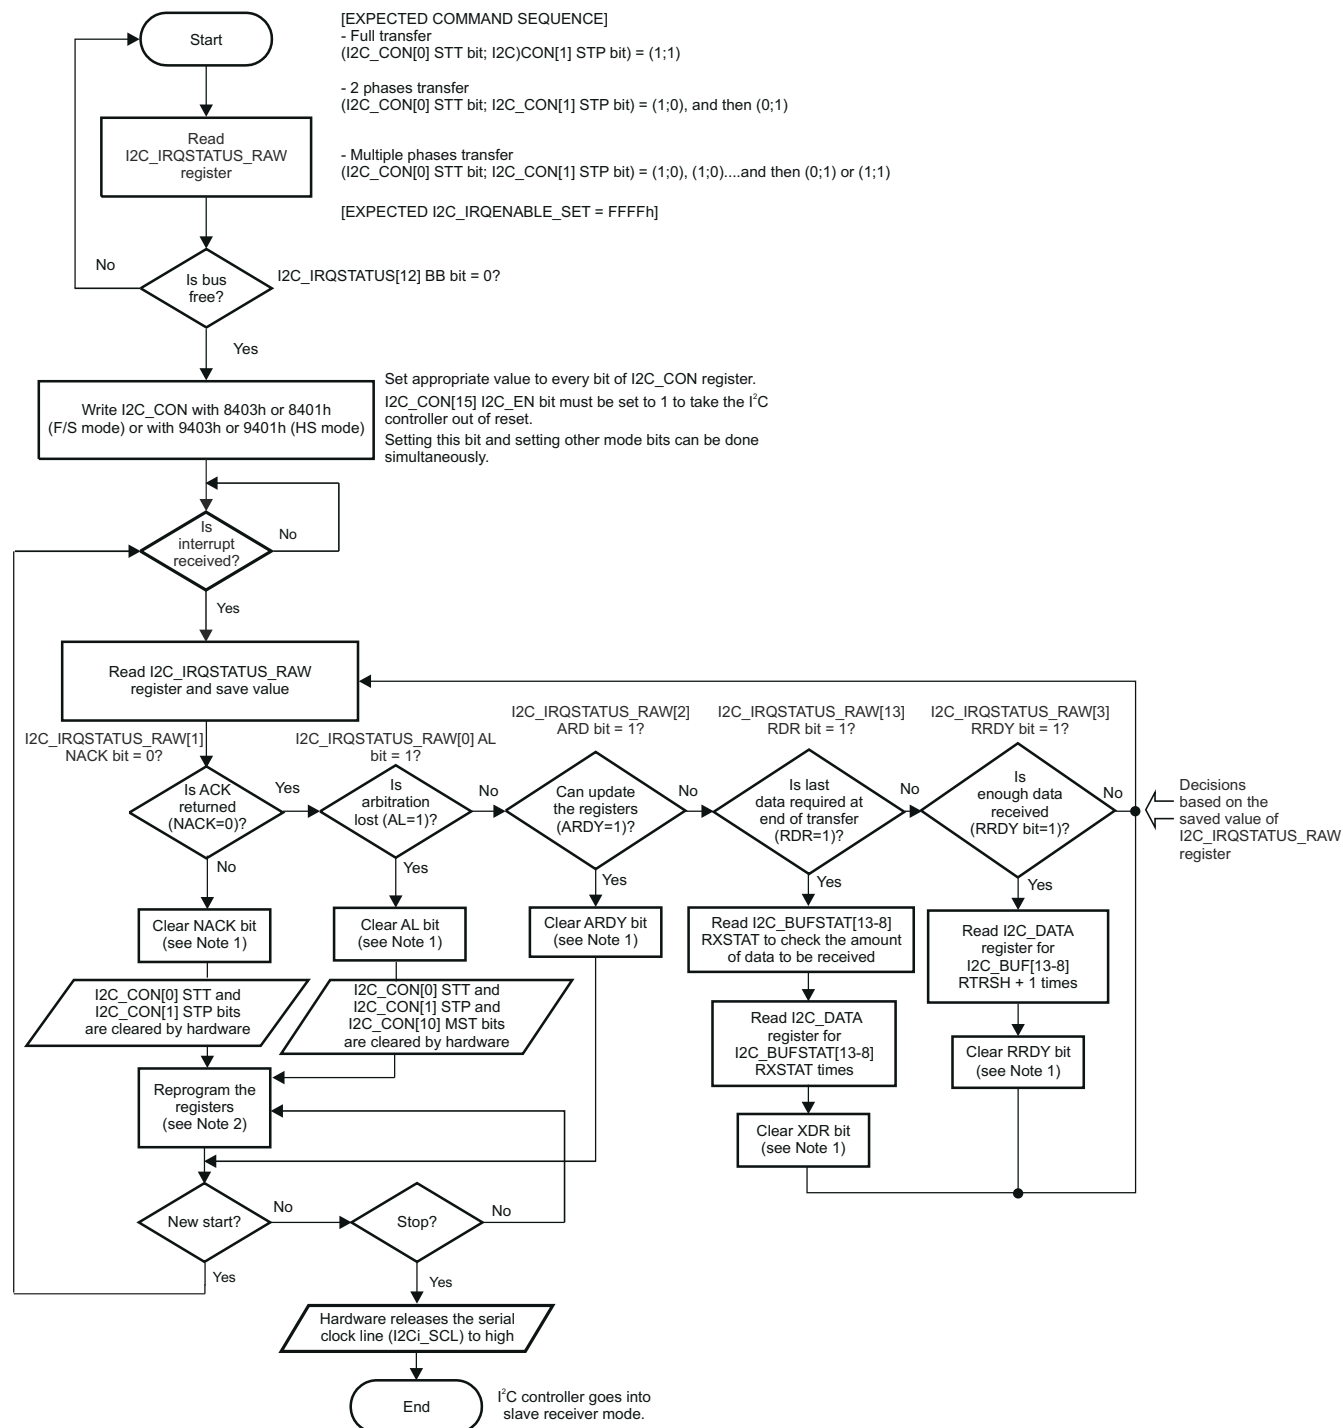 Start
[EXPECTED COMMAND SEQUENCE]
- Full transfer
(I2C_CON[0] STT bit; I2C)CON[1] STP bit) = (1;1)
- 2 phases transfer
(I2C_CON[0] STT bit; I2C_CON[1] STP bit) = (1;0), and then (0;1)
- Multiple phases transfer
(I2C_CON[0] STT bit; I2C_CON[1] STP bit) = (1;0), (1;0)....and then (0;1) or (1;1)
[EXPECTED I2C_IRQENABLE_SET = FFFFh]
Read
I2C_IRQSTATUS_RAW
register
No
Is bus
free?
I2C_IRQSTATUS[12] BB bit = 0?
Yes
Write I2C_CON with 8403h or 8401h
(F/S mode) or with 9403h or 9401h (HS mode)
Set appropriate value to every bit of I2C_CON register.
I2C_CON[15] I2C_EN bit must be set to 1 to take the I²C
controller out of reset.
Setting this bit and setting other mode bits can be done
simultaneously.
Is
interrupt
received?
No
Yes
Read I2C_IRQSTATUS_RAW
register and save value
I2C_IRQSTATUS_RAW[1]
NACK bit = 0?
I2C_IRQSTATUS_RAW[0] AL
bit = 1?
I2C_IRQSTATUS_RAW[2]
ARD bit = 1?
I2C_IRQSTATUS_RAW[13]
RDR bit = 1?
I2C_IRQSTATUS_RAW[3]
RRDY bit = 1?
Is ACK
returned
(NACK=0)?
Yes
No
Is
arbitration
lost (AL=1)?
No
Yes
Can update
the registers
(ARDY=1)?
No
Yes
Is last
data required at
end of transfer
(RDR=1)?
No
Yes
Is
enough data
received
(RRDY bit=1)?
No
Yes
Decisions
based on the
saved value of
I2C_IRQSTATUS_RAW
register
Clear NACK bit
(see Note 1)
Clear AL bit
(see Note 1)
Clear ARDY bit
(see Note 1)
Read I2C_BUFSTAT[13-8]
RXSTAT to check the amount
of data to be received
Read I2C_DATA
register for
I2C_BUF[13-8]
RTRSH + 1 times
I2C_CON[0] STT and
I2C_CON[1] STP bits
are cleared by hardware
I2C_CON[0] STT and
I2C_CON[1] STP and
I2C_CON[10] MST bits
are cleared by hardware
Read I2C_DATA
register for
I2C_BUFSTAT[13-8]
RXSTAT times
Clear RRDY bit
(see Note 1)
Reprogram the
registers
(see Note 2)
Clear XDR bit
(see Note 1)
New start?
No
Yes
Stop?
No
Yes
Hardware releases the serial
clock line (I2Ci_SCL) to high
End
I²C controller goes into
slave receiver mode.